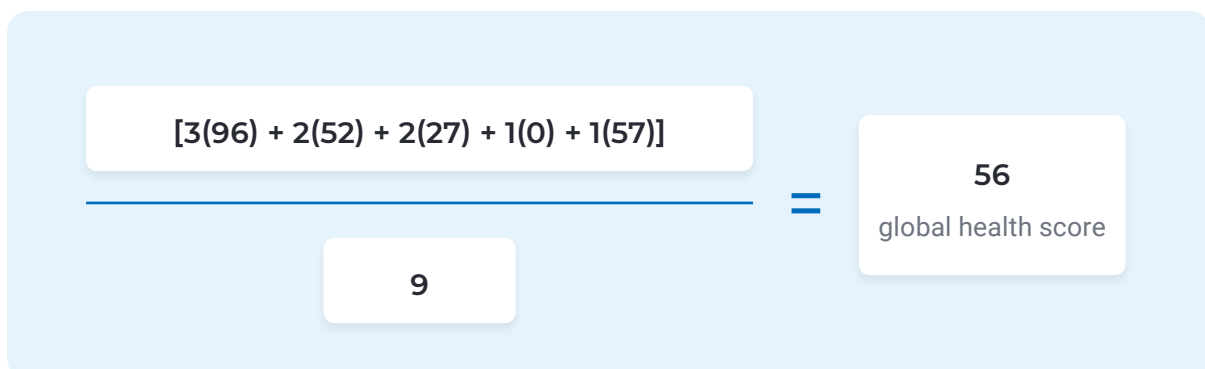 [3(96) + 2(52) + 2(27) + 1(0) + 1(57)]
9
=
56
global health score